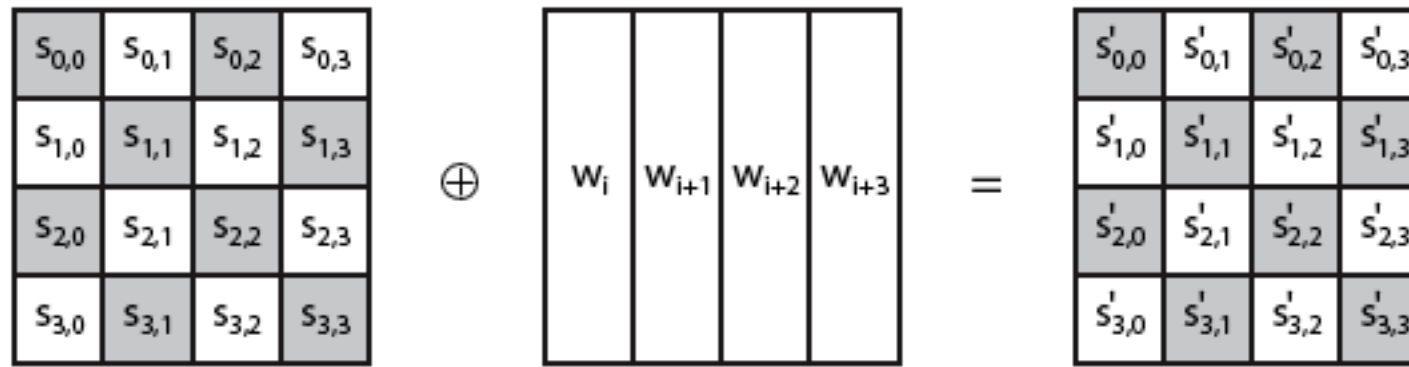 s0,0 s0,1 s0,2 s0,3 s'0,0 s'0,1 s'0,2 s'0,3
s1,0 s1,1 s1,2 s1,3 s'1,0 s'1,1 s'1,2 s'1,3
⊕ wi wi+1 wi+2 wi+3 =
s2,0 s2,1 s2,2 s2,3 s'2,0 s'2,1 s'2,2 s'2,3
s3,0 s3,1 s3,2 s3,3 s'3,0 s'3,1 s'3,2 s'3,3